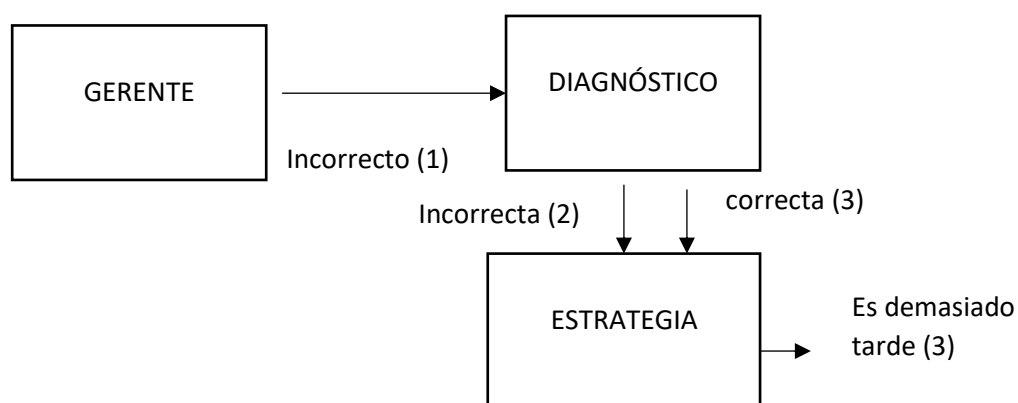 GERENTE
DIAGNÓSTICO
Incorrecto (1)
Incorrecta (2)
correcta (3)
ESTRATEGIA
Es demasiado
tarde (3)